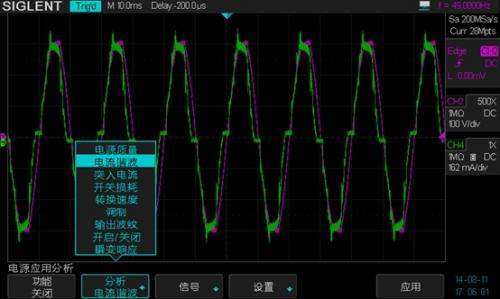 SIGLENT Trig'd M 10.0ms Delay-200.0μs f = 49.0000Hz
Sa 200MSa/s
Curr 28Mpts
Edge CH2
DC
L 0.00mV
CH2 500X
1MΩ DC
100 V/div
CH4 1X
1MΩ DC
162 mA/div
电源质量
电流谐波
突入电流
开关损耗
转换速度
调制
输出波纹
开启/关闭
瞬变响应
电源应用分析
功能 分析 信号 设置 应用
关闭 电流谐波
14-08-11
17:06:01